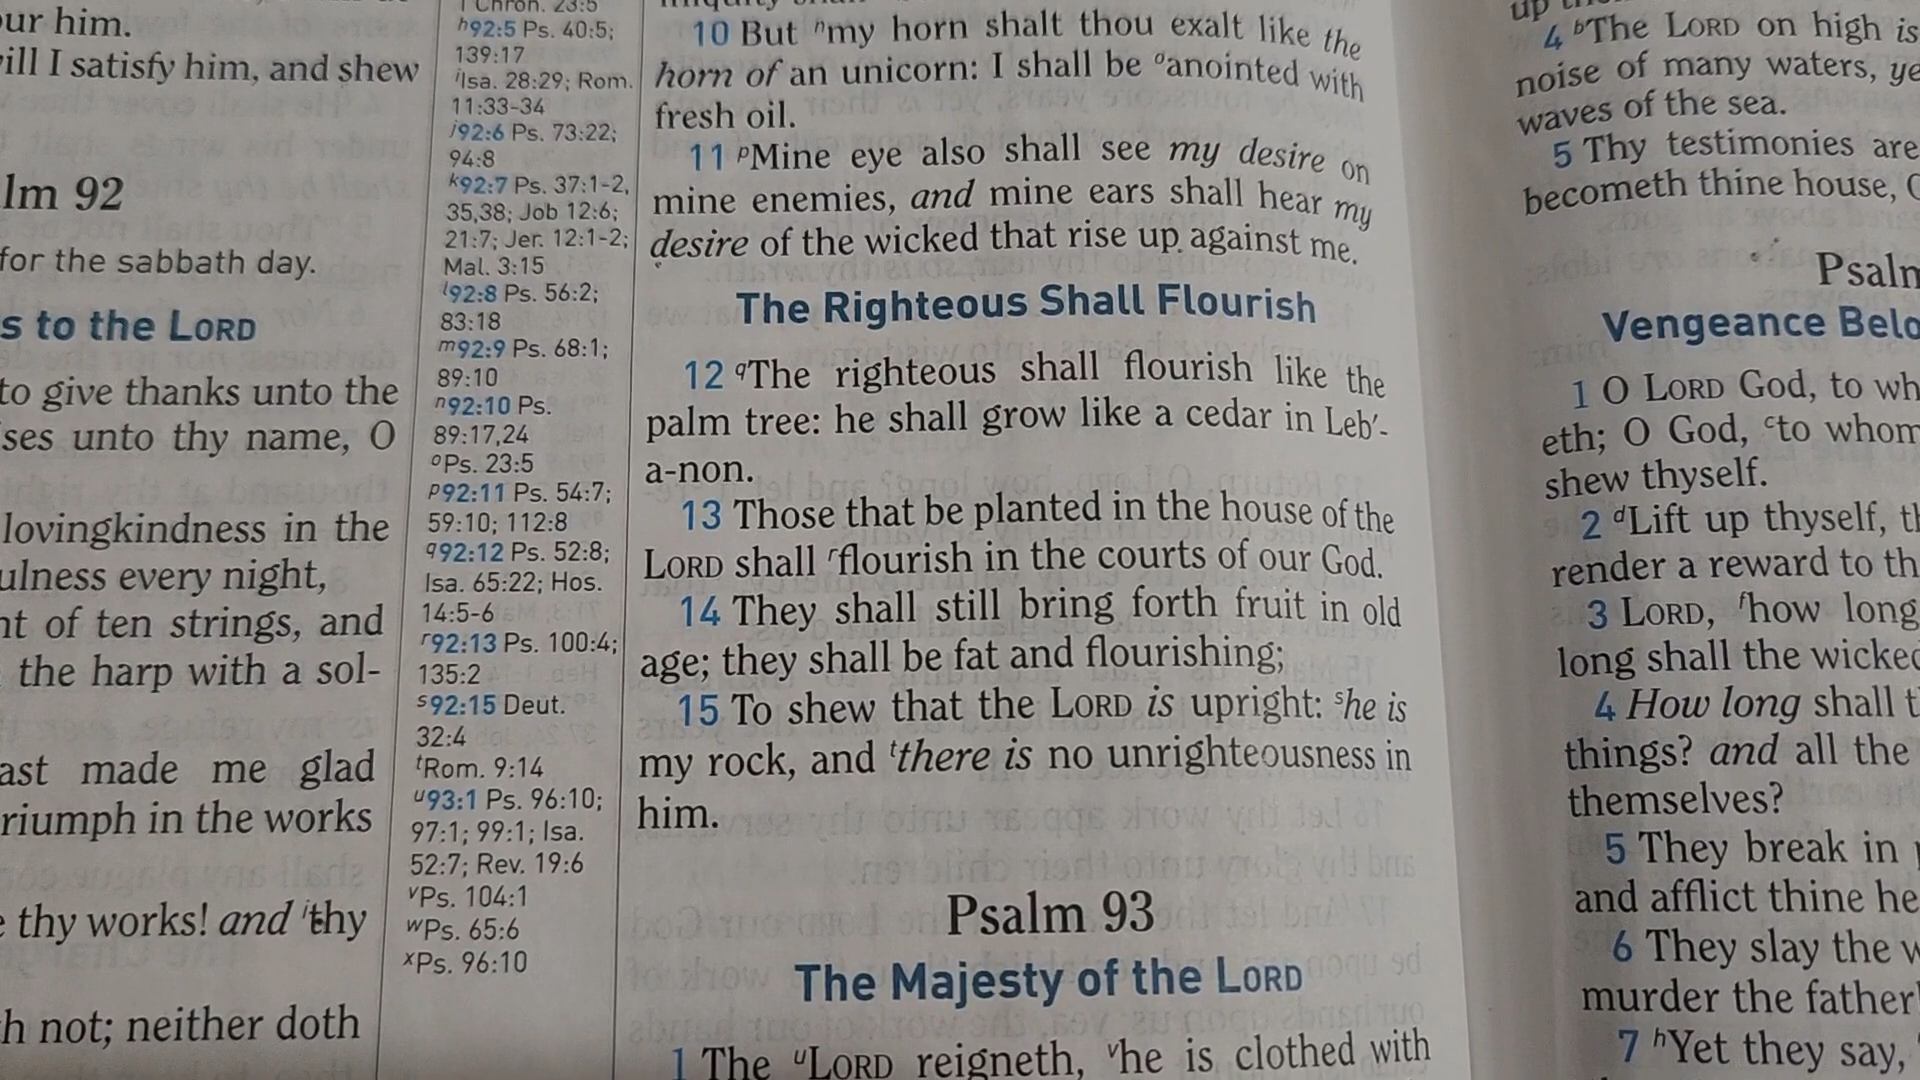 our him.
will I satisfy him, and shew
lm 92
for the sabbath day.
s to the LORD
to give thanks unto the
ses unto thy name, O
lovingkindness in the
ulness every night,
nt of ten strings, and
the harp with a sol-
ast made me glad
riumph in the works
thy works! and ithy
h not; neither doth
1 Chron. 23:5
h92:5 Ps. 40:5;
139:17
iIsa. 28:29; Rom.
11:33-34
j92:6 Ps. 73:22;
94:8
k92:7 Ps. 37:1-2,
35,38; Job 12:6;
21:7; Jer. 12:1-2;
Mal. 3:15
l92:8 Ps. 56:2;
83:18
m92:9 Ps. 68:1;
89:10
n92:10 Ps.
89:17,24
oPs. 23:5
p92:11 Ps. 54:7;
59:10; 112:8
q92:12 Ps. 52:8;
Isa. 65:22; Hos.
14:5-6
r92:13 Ps. 100:4;
135:2
s92:15 Deut.
32:4
tRom. 9:14
u93:1 Ps. 96:10;
97:1; 99:1; Isa.
52:7; Rev. 19:6
vPs. 104:1
wPs. 65:6
xPs. 96:10
10 But nmy horn shalt thou exalt like the
horn of an unicorn: I shall be oanointed with
fresh oil.
11 pMine eye also shall see my desire on
mine enemies, and mine ears shall hear my
desire of the wicked that rise up against me.
The Righteous Shall Flourish
12 qThe righteous shall flourish like the
palm tree: he shall grow like a cedar in Leb′-
a-non.
13 Those that be planted in the house of the
LORD shall rflourish in the courts of our God.
14 They shall still bring forth fruit in old
age; they shall be fat and flourishing;
15 To shew that the LORD is upright: she is
my rock, and tthere is no unrighteousness in
him.
Psalm 93
The Majesty of the LORD
1 The uLORD reigneth, vhe is clothed with
up
4 bThe LORD on high is
noise of many waters, ye
waves of the sea.
5 Thy testimonies are
becometh thine house, O
Psalm
Vengeance Belo
1 O LORD God, to wh
eth; O God, cto whom
shew thyself.
2 dLift up thyself, th
render a reward to th
3 LORD, fhow long
long shall the wicked
4 How long shall t
things? and all the
themselves?
5 They break in p
and afflict thine he
6 They slay the w
murder the father
7 hYet they say,